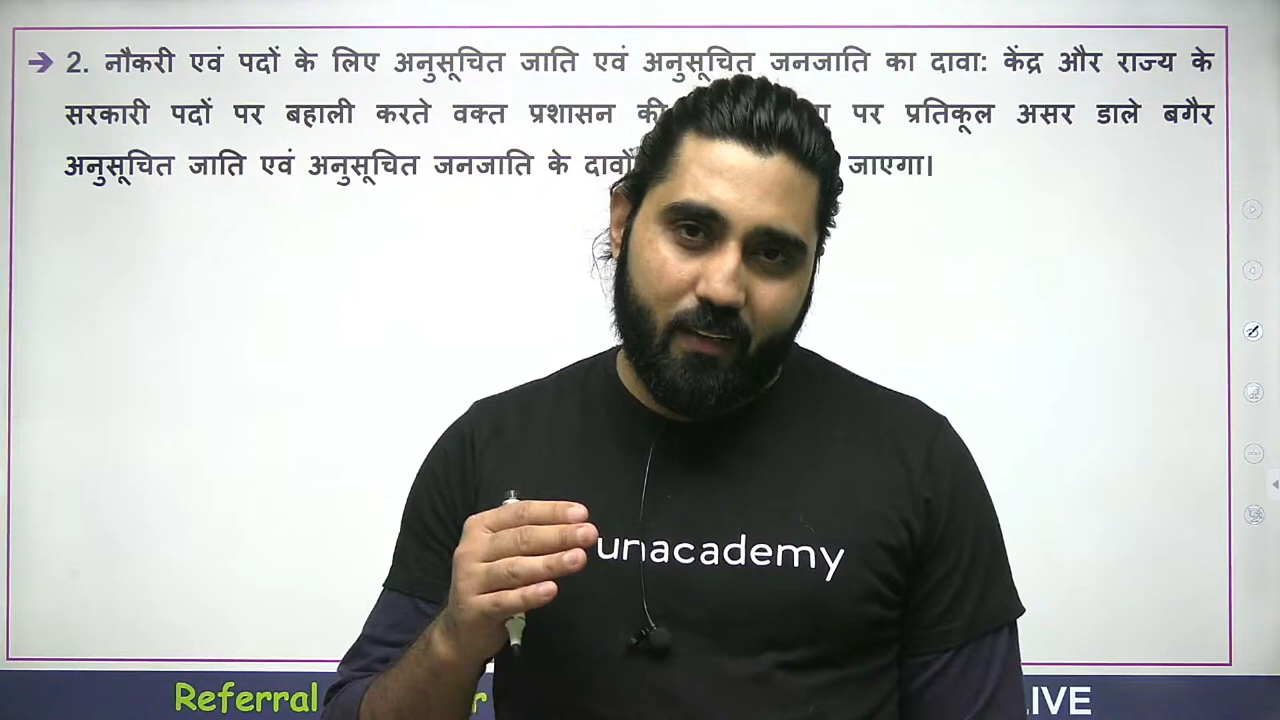 → 2. नौकरी एवं पदों के लिए अनुसूचित जाति एवं अनुसूचित जनजाति का दावा: केंद्र और राज्य के
सरकारी पदों पर बहाली करते वक्त प्रशासन की पर प्रतिकूल असर डाले बगैर
अनुसूचित जाति एवं अनुसूचित जनजाति के दावों जाएगा।
unacademy
Referral LIVE